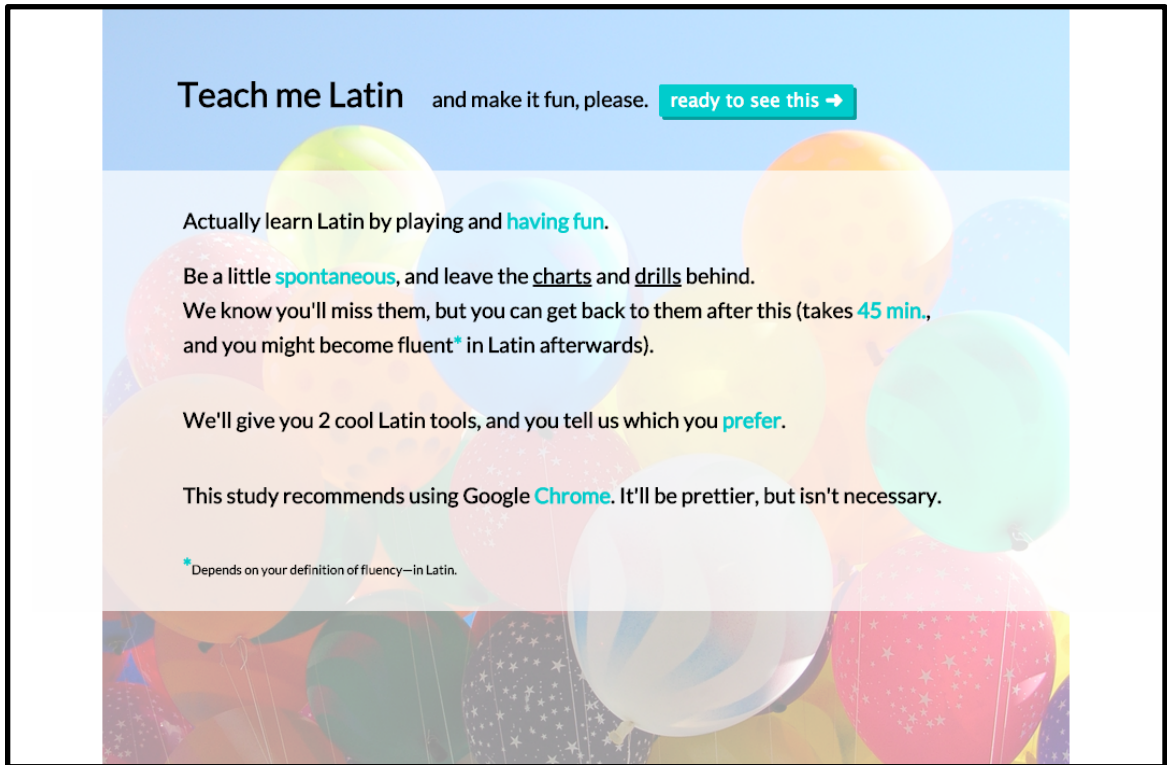 Teach me Latin and make it fun, please. ready to see this ➜
Actually learn Latin by playing and having fun.
Be a little spontaneous, and leave the charts and drills behind.
We know you'll miss them, but you can get back to them after this (takes 45 min.,
and you might become fluent* in Latin afterwards).
We'll give you 2 cool Latin tools, and you tell us which you prefer.
This study recommends using Google Chrome. It'll be prettier, but isn't necessary.
*Depends on your definition of fluency—in Latin.